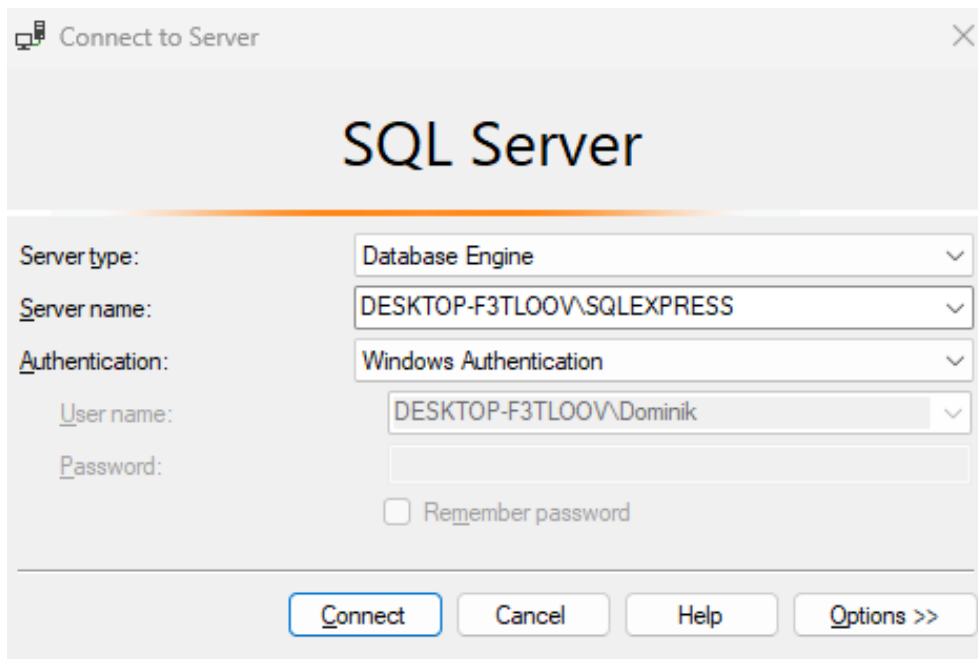 Connect to Server
SQL Server
Server type: Database Engine
Server name: DESKTOP-F3TLOOV\SQLEXPRESS
Authentication: Windows Authentication
User name: DESKTOP-F3TLOOV\Dominik
Password:
Remember password
Connect Cancel Help Options >>